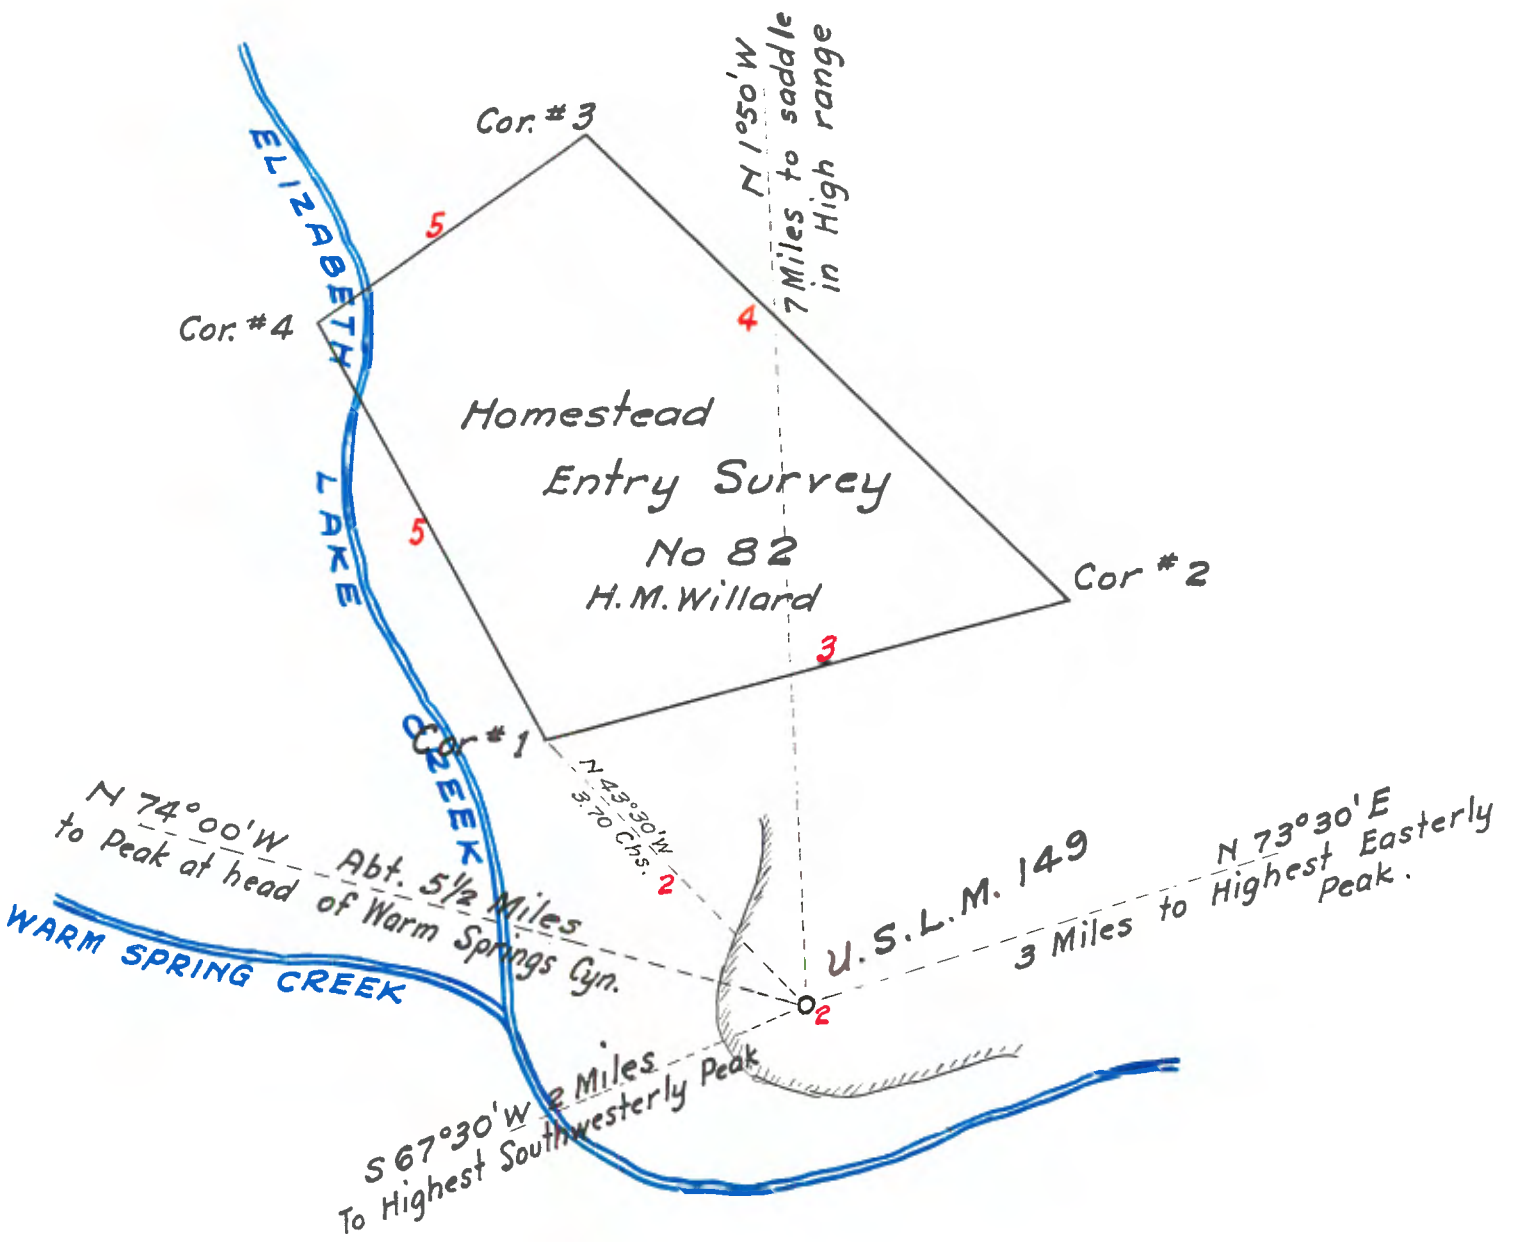 N 1°50'W
7 Miles to saddle
in High range
Cor. #3
ELIZABETH
LAKE
CREEK
5
Cor. #4
4
Homestead
Entry Survey
No 82
H.M. Willard
5
Cor #2
3
Cor #1
N 43°30'W
3.70 Chs.
2
N 74°00'W Abt. 5 1/2 Miles
to Peak at head of Warm Springs Cyn.
U.S.L.M. 149
2
N 73°30'E
3 Miles to Highest Easterly
Peak.
WARM SPRING CREEK
S 67°30'W 2 Miles
To Highest Southwesterly Peak